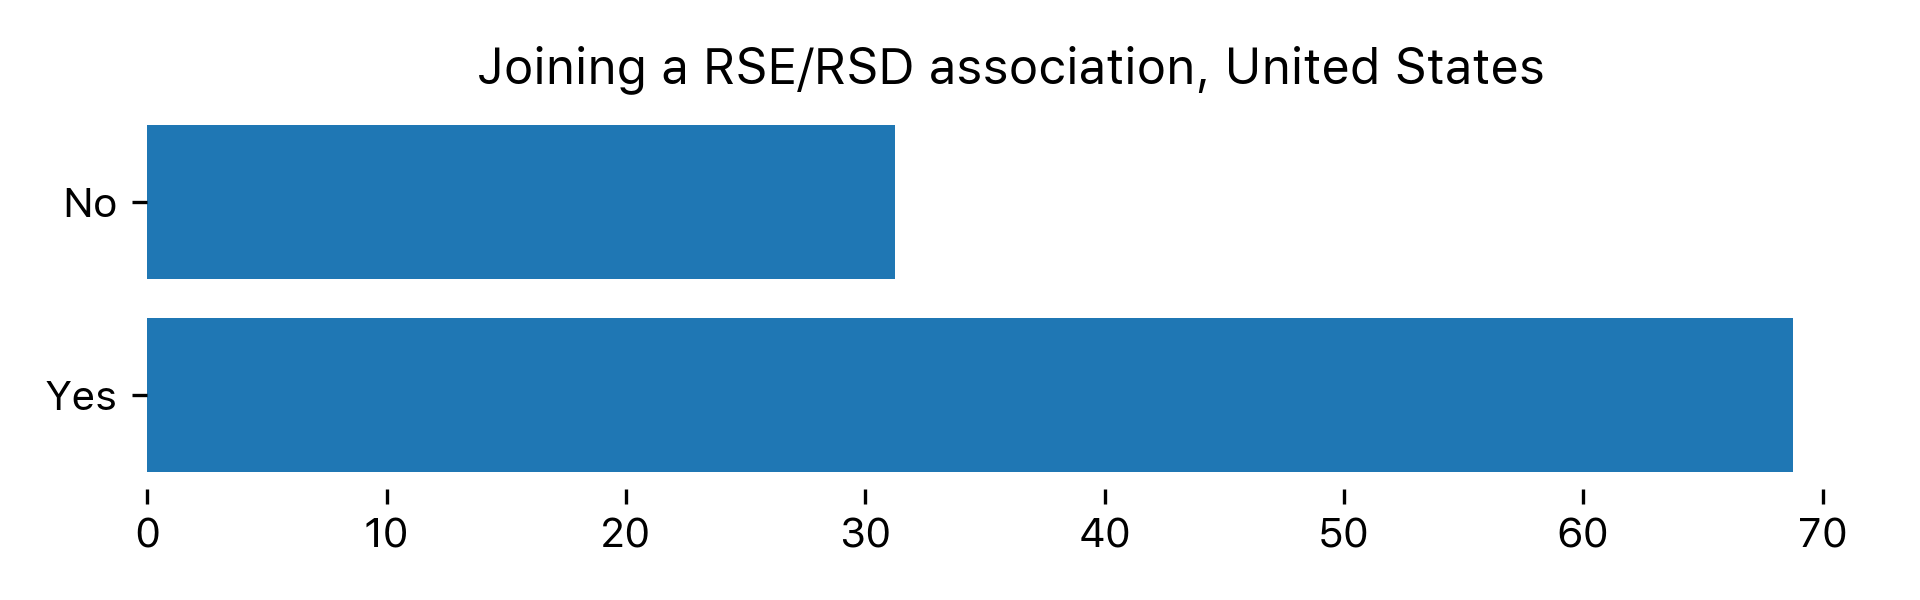 Joining a RSE/RSD association, United States
No
Yes
0 10 20 30 40 50 60 70